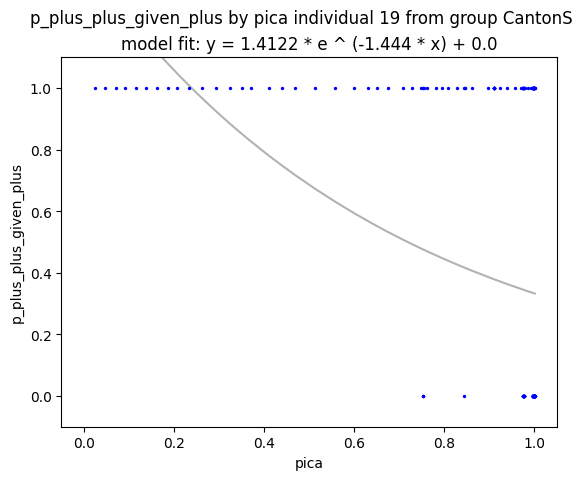 p_plus_plus_given_plus by pica individual 19 from group CantonS
model fit: y = 1.4122 * e ^ (-1.444 * x) + 0.0
1.0
0.8
0.6
0.4
0.2
0.0
p_plus_plus_given_plus
0.0 0.2 0.4 0.6 0.8 1.0
pica